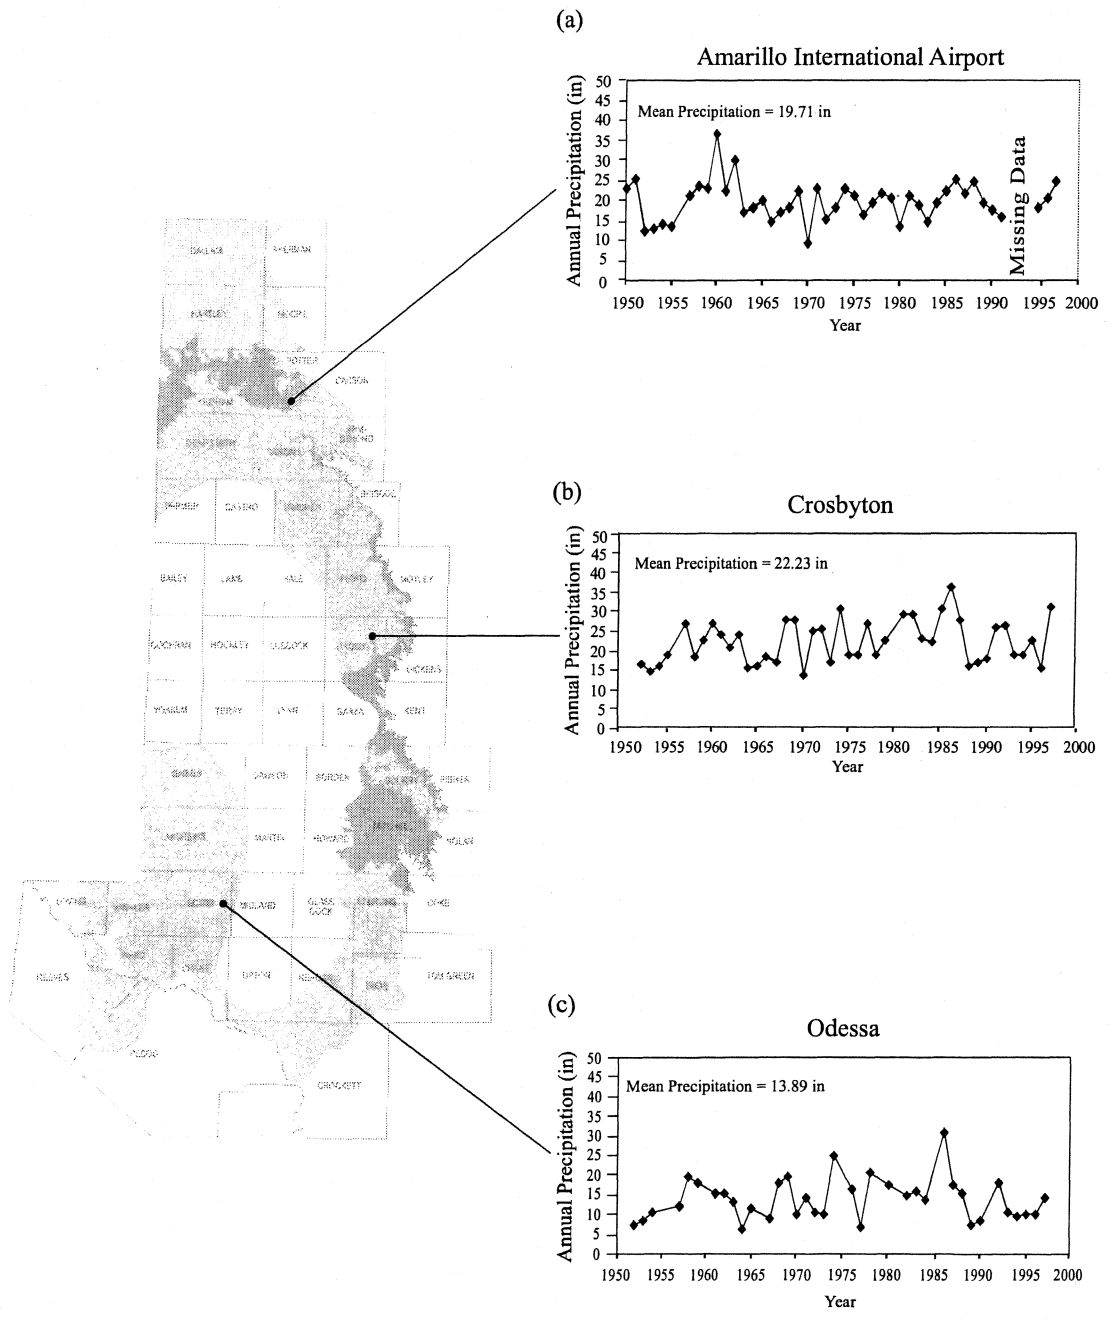 (a)
Amarillo International Airport
Annual Precipitation (in)
50
45
40
35
30
25
20
15
10
5
0
Mean Precipitation = 19.71 in
Missing Data
1950 1955 1960 1965 1970 1975 1980 1985 1990 1995 2000
Year
SHERMAN
HARTLEY
POTTER
CARSON
PARMER
CASTRO
BRISCOE
BAILEY
LAMB
HALE
FLOYD
MOTLEY
COCHRAN
HOCKLEY
LUBBOCK
DICKENS
YOAKUM
TERRY
LYNN
GARZA
KENT
GAINES
DAWSON
BORDEN
FISHER
MARTIN
HOWARD
NOLAN
MIDLAND
GLASS
COCK
COKE
REEVES
UPTON
TOM GREEN
CROCKETT
(b)
Crosbyton
Annual Precipitation (in)
50
45
40
35
30
25
20
15
10
5
0
Mean Precipitation = 22.23 in
1950 1955 1960 1965 1970 1975 1980 1985 1990 1995 2000
Year
(c)
Odessa
Annual Precipitation (in)
50
45
40
35
30
25
20
15
10
5
0
Mean Precipitation = 13.89 in
1950 1955 1960 1965 1970 1975 1980 1985 1990 1995 2000
Year